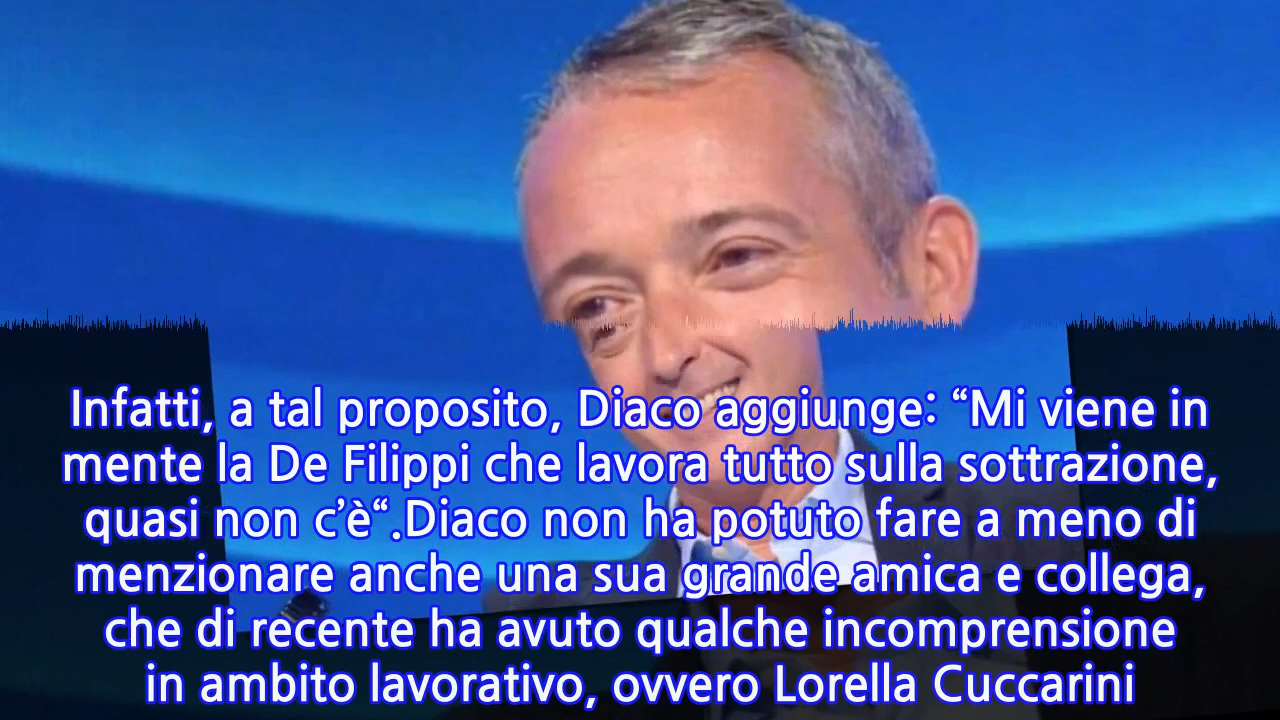 Infatti, a tal proposito, Diaco aggiunge: “Mi viene in
mente la De Filippi che lavora tutto sulla sottrazione,
quasi non c’è“.Diaco non ha potuto fare a meno di
menzionare anche una sua grande amica e collega,
che di recente ha avuto qualche incomprensione
in ambito lavorativo, ovvero Lorella Cuccarini